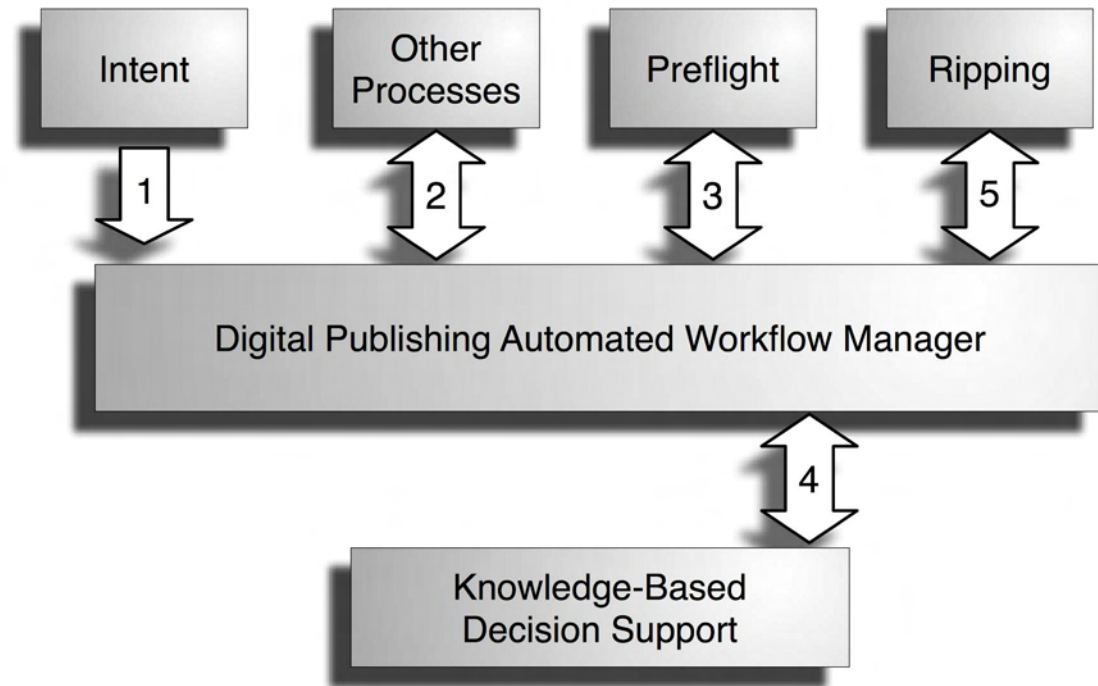 Intent
Other
Processes
Preflight
Ripping
1
2
3
5
Digital Publishing Automated Workflow Manager
4
Knowledge-Based
Decision Support